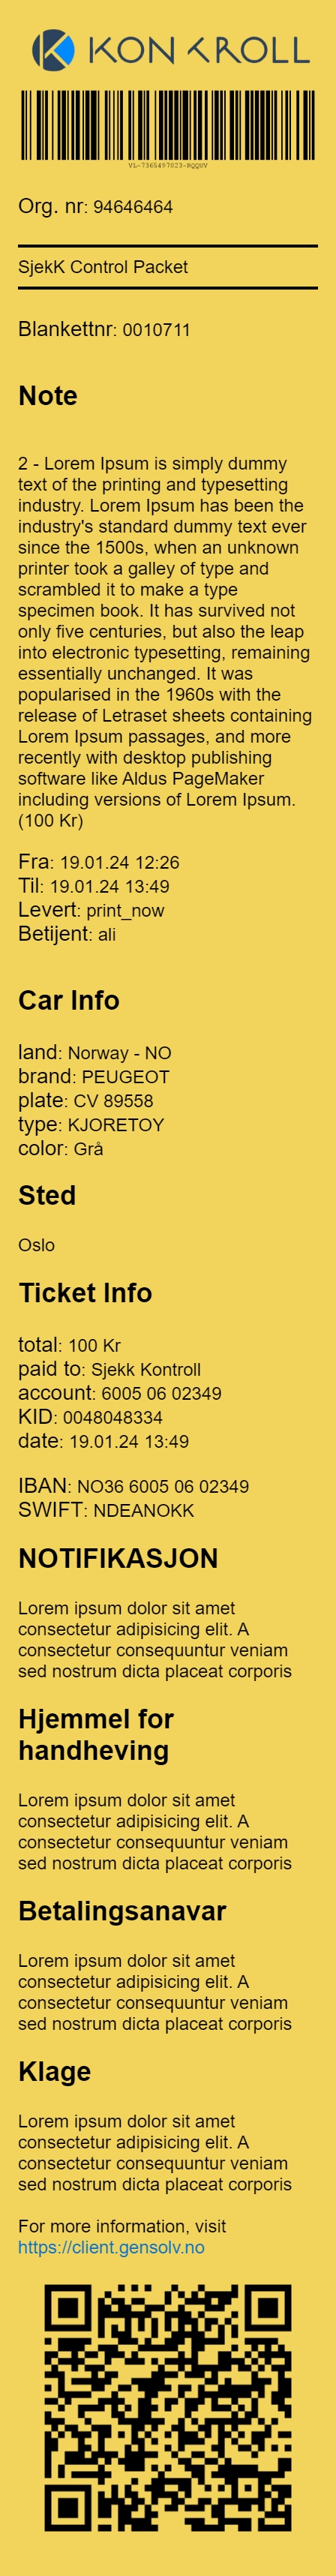 KONTROLL
VL-7365497023-RQQUV
Org. nr: 94646464
SjekK Control Packet
Blankettnr: 0010711
Note
2 - Lorem Ipsum is simply dummy
text of the printing and typesetting
industry. Lorem Ipsum has been the
industry's standard dummy text ever
since the 1500s, when an unknown
printer took a galley of type and
scrambled it to make a type
specimen book. It has survived not
only five centuries, but also the leap
into electronic typesetting, remaining
essentially unchanged. It was
popularised in the 1960s with the
release of Letraset sheets containing
Lorem Ipsum passages, and more
recently with desktop publishing
software like Aldus PageMaker
including versions of Lorem Ipsum.
(100 Kr)
Fra: 19.01.24 12:26
Til: 19.01.24 13:49
Levert: print_now
Betijent: ali
Car Info
land: Norway - NO
brand: PEUGEOT
plate: CV 89558
type: KJORETOY
color: Grå
Sted
Oslo
Ticket Info
total: 100 Kr
paid to: Sjekk Kontroll
account: 6005 06 02349
KID: 0048048334
date: 19.01.24 13:49
IBAN: NO36 6005 06 02349
SWIFT: NDEANOKK
NOTIFIKASJON
Lorem ipsum dolor sit amet
consectetur adipisicing elit. A
consectetur consequuntur veniam
sed nostrum dicta placeat corporis
Hjemmel for
handheving
Lorem ipsum dolor sit amet
consectetur adipisicing elit. A
consectetur consequuntur veniam
sed nostrum dicta placeat corporis
Betalingsanavar
Lorem ipsum dolor sit amet
consectetur adipisicing elit. A
consectetur consequuntur veniam
sed nostrum dicta placeat corporis
Klage
Lorem ipsum dolor sit amet
consectetur adipisicing elit. A
consectetur consequuntur veniam
sed nostrum dicta placeat corporis
For more information, visit
https://client.gensolv.no